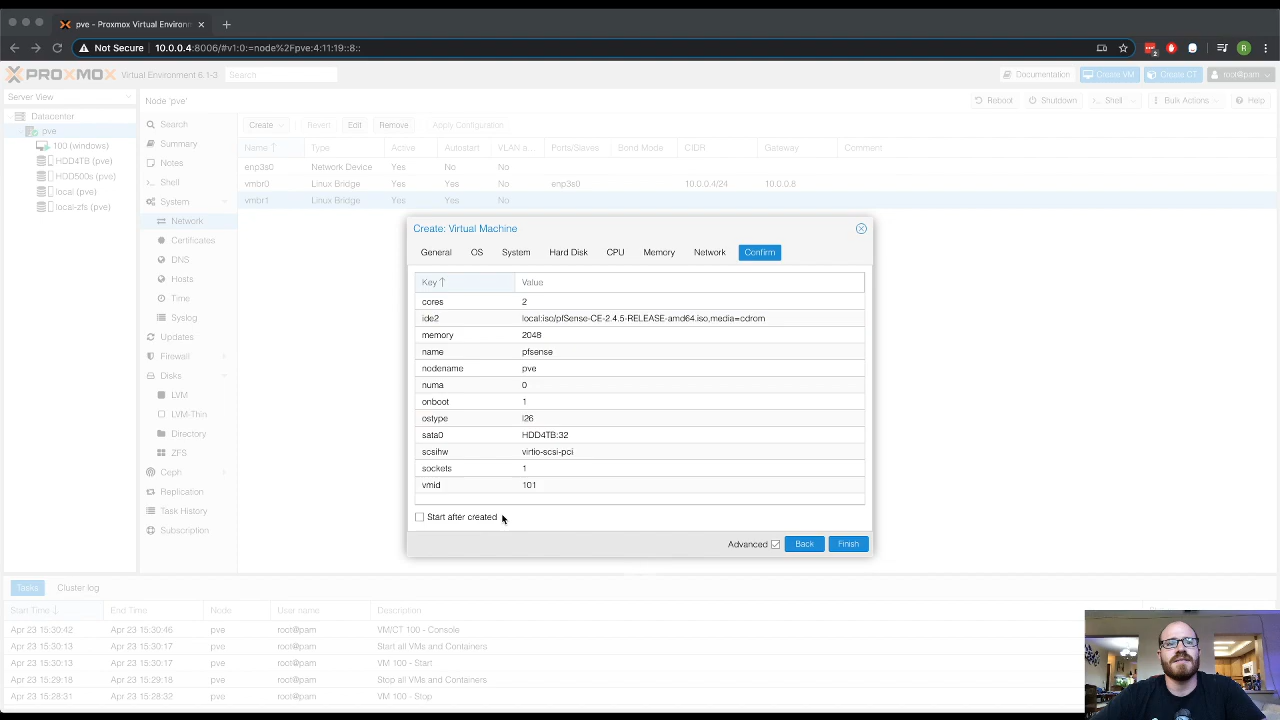 pve - Proxmox Virtual Environm
Not Secure 10.0.0.4:8006/#v1:0:=node%2Fpve:4:11:19::8::
2
R
PROXMOX Virtual Environment 6.1-3 Search Documentation Create VM Create CT root@pam
Server View
Node 'pve' Reboot Shutdown Shell Bulk Actions Help
Datacenter
pve
100 (windows)
HDD4TB (pve)
HDD500s (pve)
local (pve)
local-zfs (pve)
Search
Summary
Notes
Shell
System
Network
Certificates
DNS
Hosts
Time
Syslog
Updates
Firewall
Disks
LVM
LVM-Thin
Directory
ZFS
Ceph
Replication
Task History
Subscription
Create Revert Edit Remove Apply Configuration
Name Type Active Autostart VLAN a... Ports/Slaves Bond Mode CIDR Gateway Comment
enp3s0 Network Device Yes No No
vmbr0 Linux Bridge Yes Yes No enp3s0 10.0.0.4/24 10.0.0.8
vmbr1 Linux Bridge Yes Yes No
Create: Virtual Machine
General OS System Hard Disk CPU Memory Network Confirm
Key Value
cores 2
ide2 local:iso/pfSense-CE-2.4.5-RELEASE-amd64.iso,media=cdrom
memory 2048
name pfsense
nodename pve
numa 0
onboot 1
ostype l26
sata0 HDD4TB:32
scsihw virtio-scsi-pci
sockets 1
vmid 101
Start after created
Advanced Back Finish
Tasks Cluster log
Start Time End Time Node User name Description
Apr 23 15:30:42 Apr 23 15:30:46 pve root@pam VM/CT 100 - Console
Apr 23 15:30:13 Apr 23 15:30:17 pve root@pam Start all VMs and Containers
Apr 23 15:30:13 Apr 23 15:30:17 pve root@pam VM 100 - Start
Apr 23 15:29:18 Apr 23 15:29:18 pve root@pam Stop all VMs and Containers
Apr 23 15:28:31 Apr 23 15:28:32 pve root@pam VM 100 - Stop